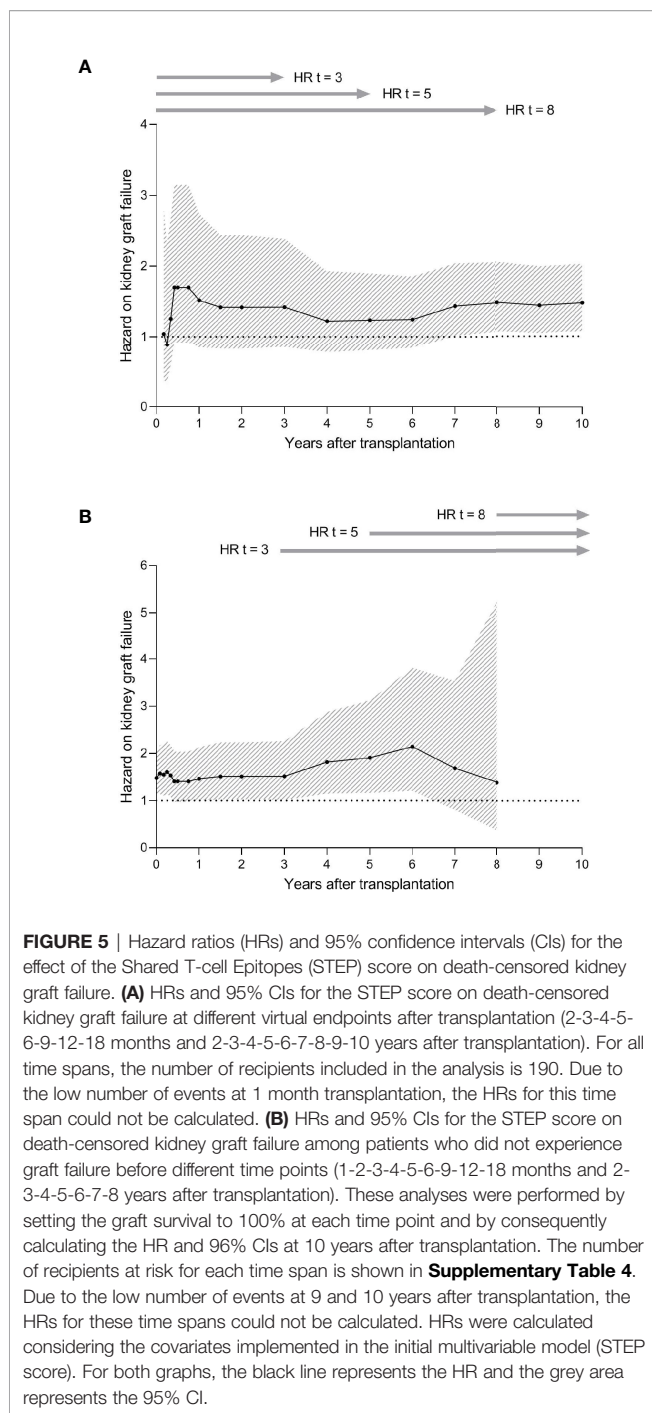 A
HR t = 3
HR t = 5
HR t = 8
4
3
2
1
0
Hazard on kidney graft failure
0 1 2 3 4 5 6 7 8 9 10
Years after transplantation
B
HR t = 8
HR t = 5
HR t = 3
6
5
4
3
2
1
0
Hazard on kidney graft failure
0 1 2 3 4 5 6 7 8 9 10
Years after transplantation
FIGURE 5 | Hazard ratios (HRs) and 95% confidence intervals (CIs) for the
effect of the Shared T-cell Epitopes (STEP) score on death-censored kidney
graft failure. (A) HRs and 95% CIs for the STEP score on death-censored
kidney graft failure at different virtual endpoints after transplantation (2-3-4-5-
6-9-12-18 months and 2-3-4-5-6-7-8-9-10 years after transplantation). For all
time spans, the number of recipients included in the analysis is 190. Due to
the low number of events at 1 month transplantation, the HRs for this time
span could not be calculated. (B) HRs and 95% CIs for the STEP score on
death-censored kidney graft failure among patients who did not experience
graft failure before different time points (1-2-3-4-5-6-9-12-18 months and 2-
3-4-5-6-7-8 years after transplantation). These analyses were performed by
setting the graft survival to 100% at each time point and by consequently
calculating the HR and 96% CIs at 10 years after transplantation. The number
of recipients at risk for each time span is shown in Supplementary Table 4.
Due to the low number of events at 9 and 10 years after transplantation, the
HRs for these time spans could not be calculated. HRs were calculated
considering the covariates implemented in the initial multivariable model (STEP
score). For both graphs, the black line represents the HR and the grey area
represents the 95% CI.